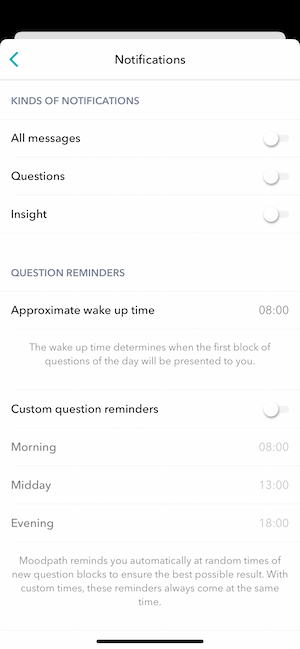 Notifications
KINDS OF NOTIFICATIONS
All messages
Questions
Insight
QUESTION REMINDERS
Approximate wake up time 08:00
The wake up time determines when the first block of
questions of the day will be presented to you.
Custom question reminders
Morning 08:00
Midday 13:00
Evening 18:00
Moodpath reminds you automatically at random times of
new question blocks to ensure the best possible result. With
custom times, these reminders always come at the same
time.